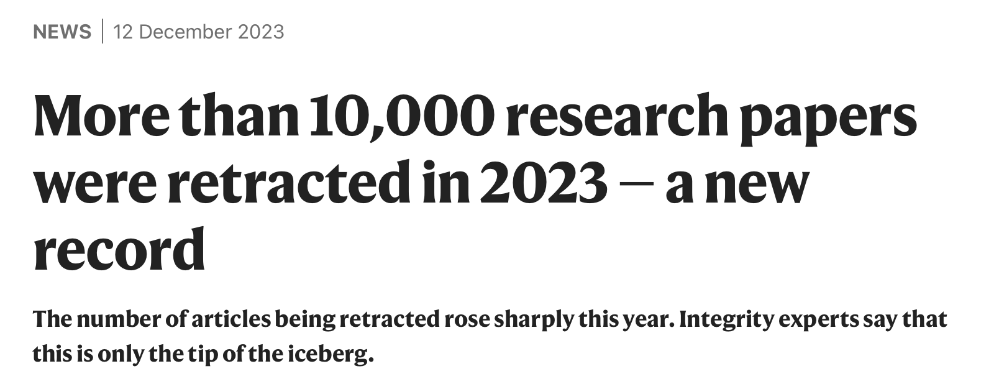 NEWS | 12 December 2023
More than 10,000 research papers
were retracted in 2023 — a new
record
The number of articles being retracted rose sharply this year. Integrity experts say that
this is only the tip of the iceberg.